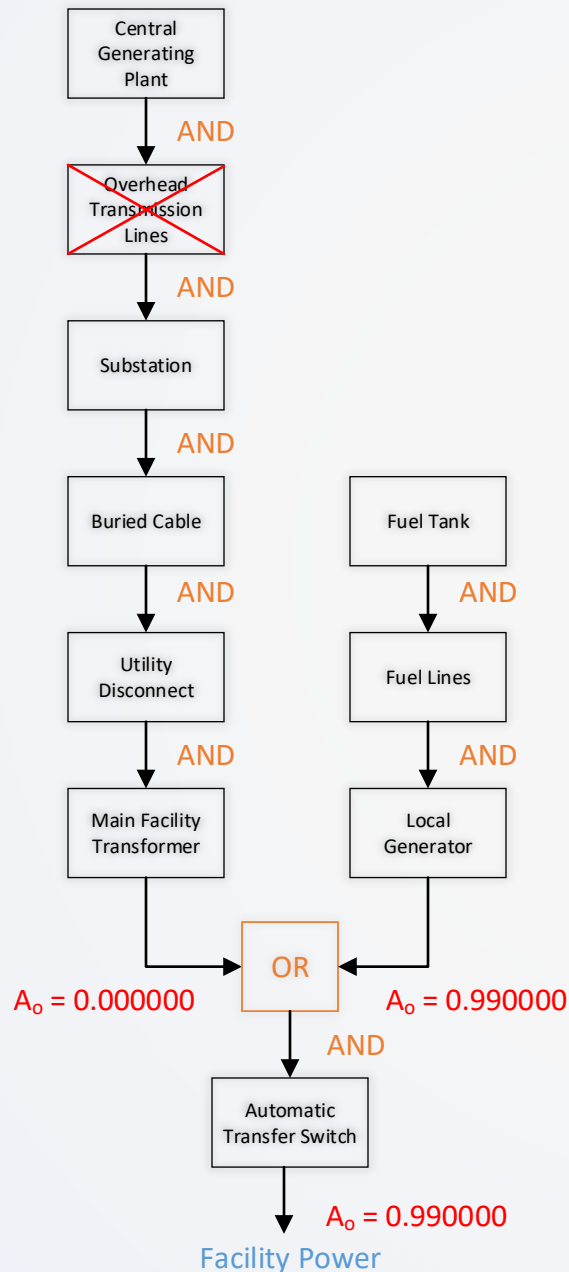 Central
Generating
Plant
AND
Overhead
Transmission
Lines
AND
Substation
AND
Buried Cable
AND
Utility
Disconnect
AND
Main Facility
Transformer
Fuel Tank
AND
Fuel Lines
AND
Local
Generator
OR
Aₒ = 0.000000
Aₒ = 0.990000
AND
Automatic
Transfer Switch
Aₒ = 0.990000
Facility Power